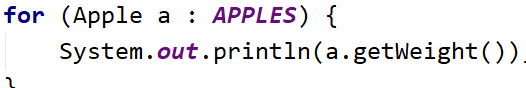 for (Apple a : APPLES) {
System.out.println(a.getWeight());
}